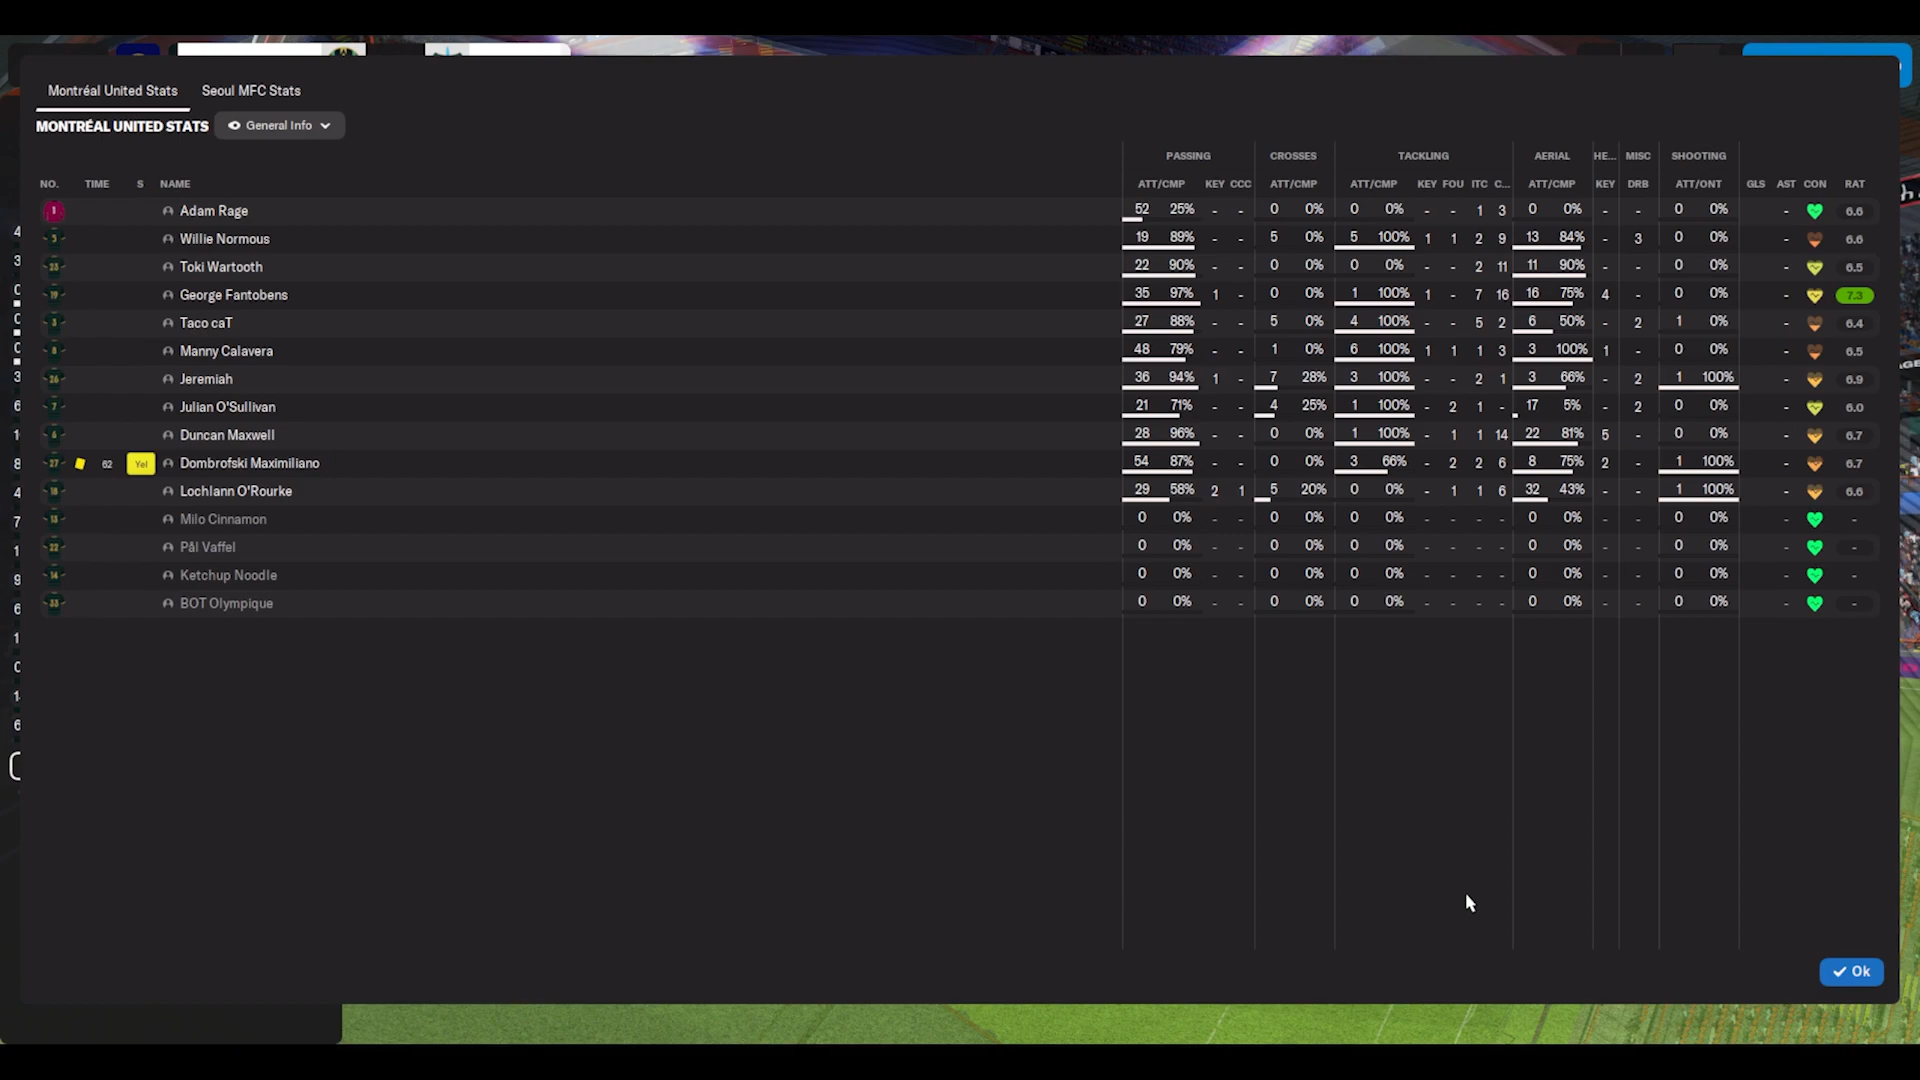 Montréal United Stats Seoul MFC Stats
MONTRÉAL UNITED STATS General Info
PASSING CROSSES TACKLING AERIAL HE... MISC SHOOTING
NO. TIME S NAME ATT/CMP KEY CCC ATT/CMP ATT/CMP KEY FOU ITC C... ATT/CMP KEY DRB ATT/ONT GLS AST CON RAT
1 Adam Rage 52 25% - - 0 0% 0 0% - - 1 3 0 0% - - 0 0% - 6.6
5 Willie Normous 19 89% - - 5 0% 5 100% 1 1 2 9 13 84% - 3 0 0% - 6.6
23 Toki Wartooth 22 90% - - 0 0% 0 0% - - 2 11 11 90% - - 0 0% - 6.5
19 George Fantobens 35 97% 1 - 0 0% 1 100% 1 - 7 16 16 75% 4 - 0 0% - 7.3
3 Taco caT 27 88% - - 5 0% 4 100% - - 5 2 6 50% - 2 1 0% - 6.4
8 Manny Calavera 48 79% - - 1 0% 6 100% 1 1 1 3 3 100% 1 - 0 0% - 6.5
26 Jeremiah 36 94% 1 - 7 28% 3 100% - - 2 1 3 66% - 2 1 100% - 6.9
7 Julian O'Sullivan 21 71% - - 4 25% 1 100% - 2 1 - 17 5% - 2 0 0% - 6.0
6 Duncan Maxwell 28 96% - - 0 0% 1 100% - 1 1 14 22 81% 5 - 0 0% - 6.7
27 62 Yel Dombrofski Maximiliano 54 87% - - 0 0% 3 66% - 2 2 6 8 75% 2 - 1 100% - 6.7
18 Lochlann O'Rourke 29 58% 2 1 5 20% 0 0% - 1 1 6 32 43% - - 1 100% - 6.6
13 Milo Cinnamon 0 0% - - 0 0% 0 0% - - - - 0 0% - - 0 0% - -
22 Pål Vaffel 0 0% - - 0 0% 0 0% - - - - 0 0% - - 0 0% - -
14 Ketchup Noodle 0 0% - - 0 0% 0 0% - - - - 0 0% - - 0 0% - -
33 BOT Olympique 0 0% - - 0 0% 0 0% - - - - 0 0% - - 0 0% - -
Ok